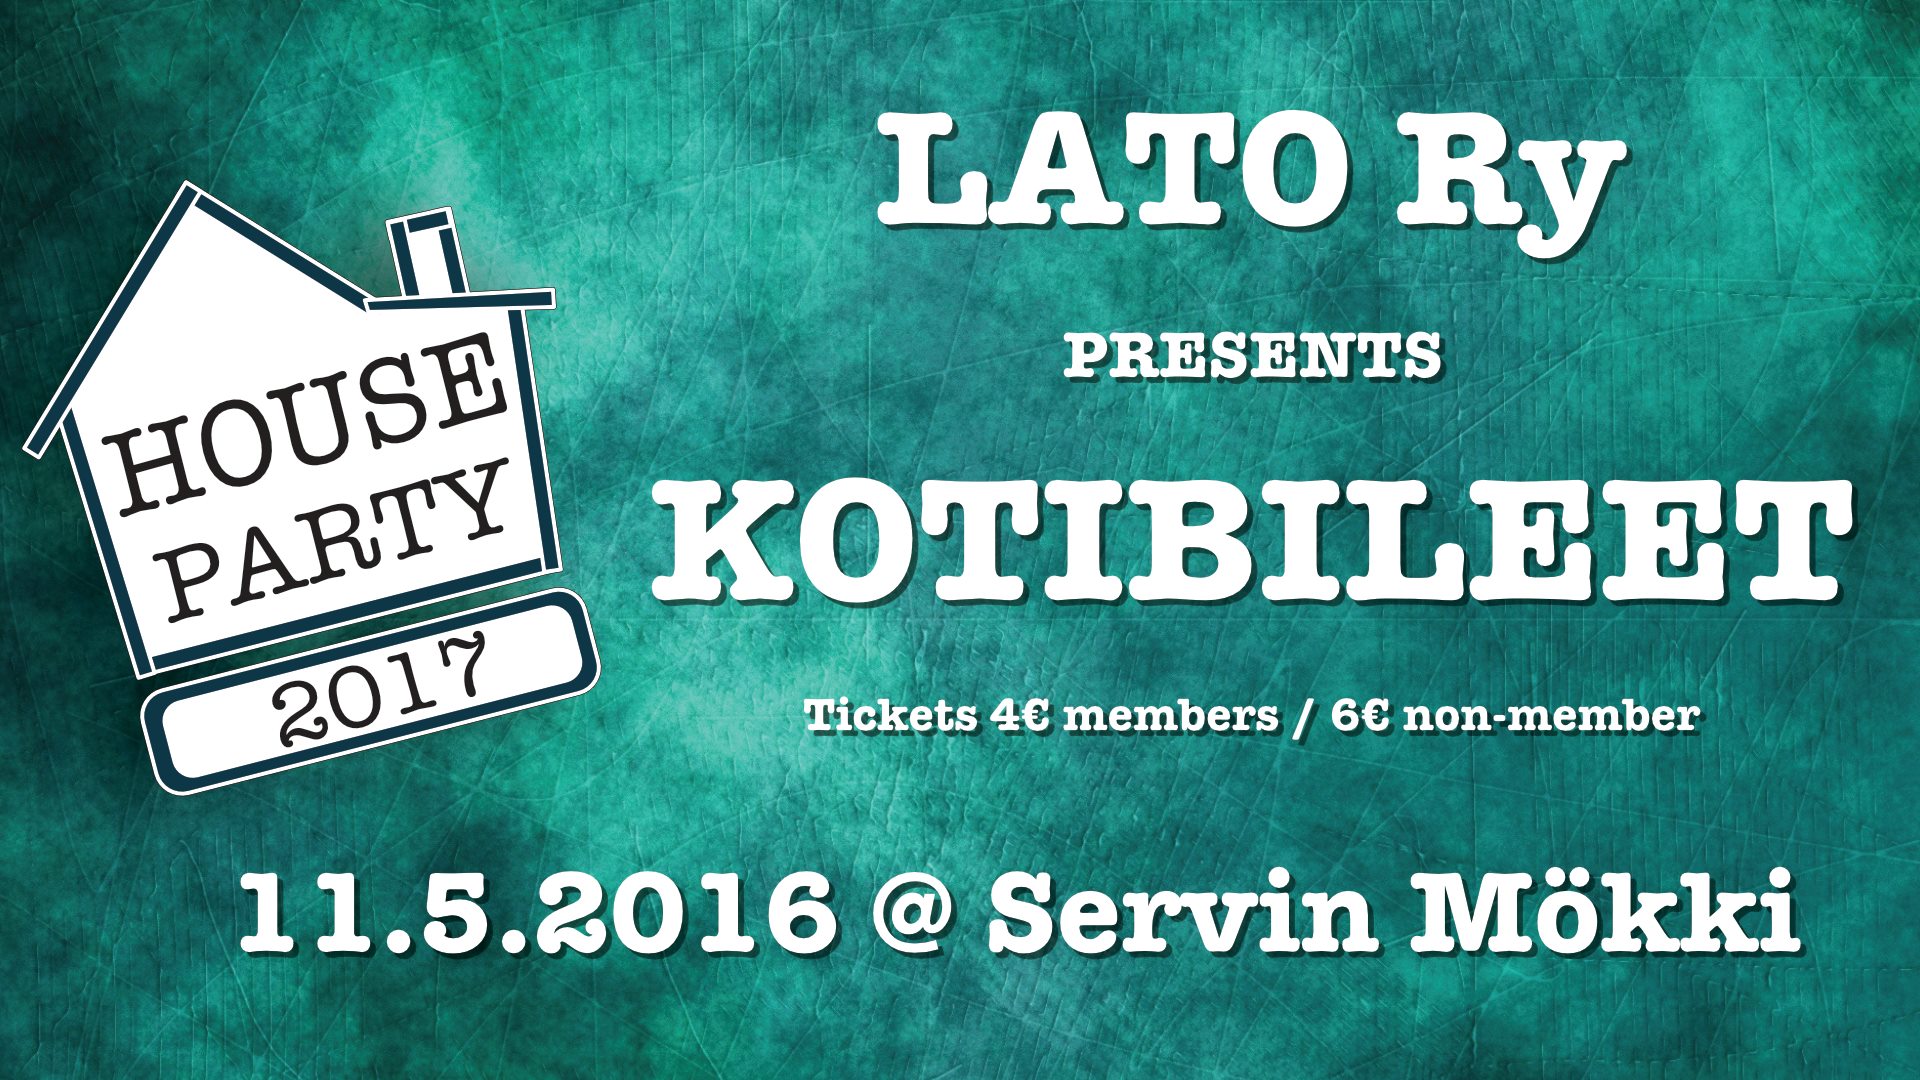 HOUSE
PARTY
2017
LATO Ry
PRESENTS
KOTIBILEET
Tickets 4€ members / 6€ non-member
11.5.2016 @ Servin Mökki